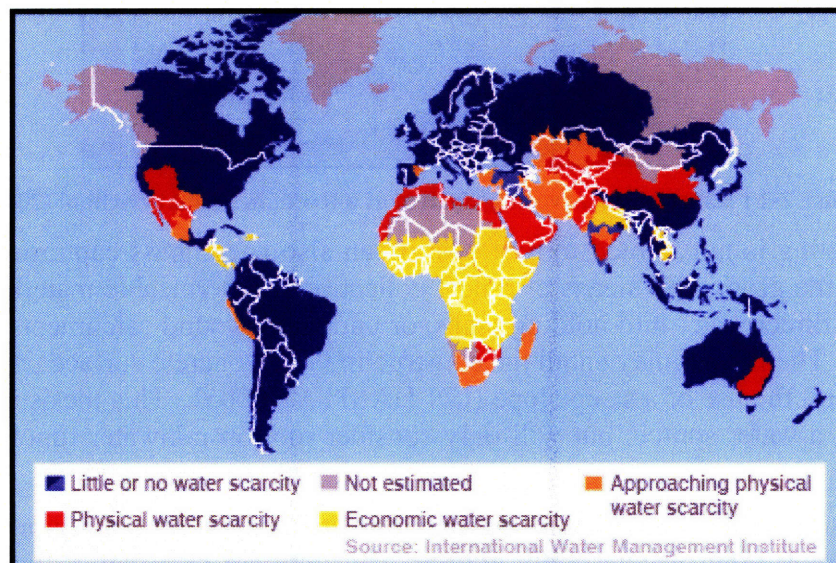 Little or no water scarcity
Not estimated
Approaching physical
water scarcity
Physical water scarcity
Economic water scarcity
Source: International Water Management Institute